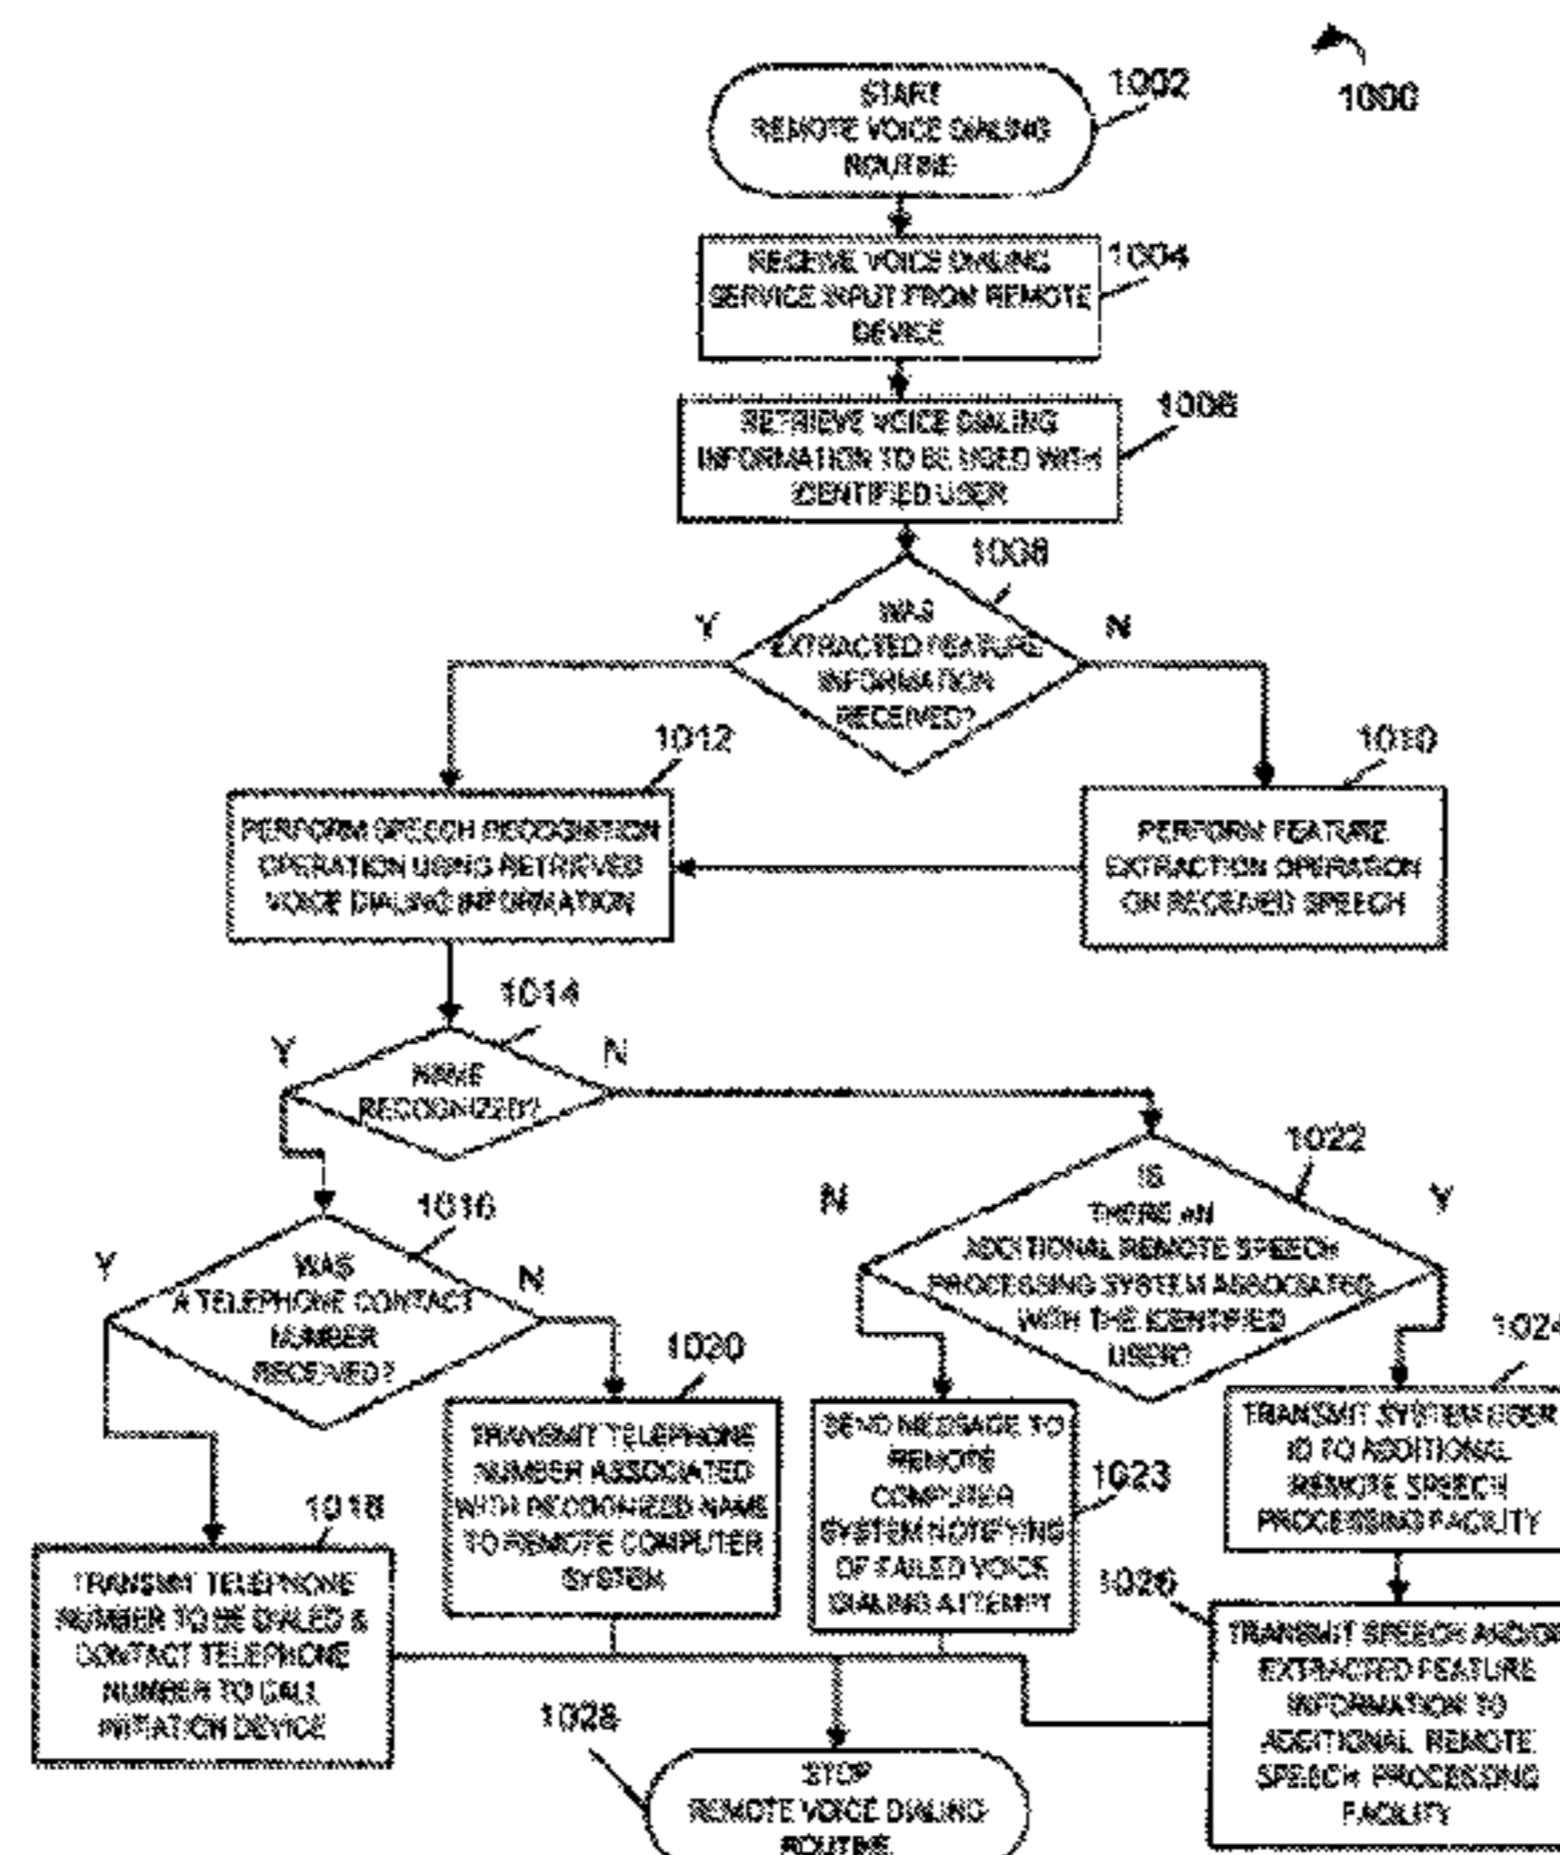 1000
START
REMOTE VOICE DIALING
ROUTINE
1002
RECEIVE VOICE DIALING
SERVICE INPUT FROM REMOTE
DEVICE
1004
RETRIEVE VOICE DIALING
INFORMATION TO BE USED WITH
IDENTIFIED USER
1006
1008
WAS
EXTRACTED FEATURE
INFORMATION
RECEIVED?
Y
N
1012
PERFORM SPEECH RECOGNITION
OPERATION USING RETRIEVED
VOICE DIALING INFORMATION
1010
PERFORM FEATURE
EXTRACTION OPERATION
ON RECEIVED SPEECH
1014
Y
N
NAME
RECOGNIZED?
1016
Y
N
WAS
A TELEPHONE CONTACT
NUMBER
RECEIVED?
1022
N
Y
IS
THERE AN
ADDITIONAL REMOTE SPEECH
PROCESSING SYSTEM ASSOCIATED
WITH THE IDENTIFIED
USER?
1018
TRANSMIT TELEPHONE
NUMBER TO BE DIALED &
CONTACT TELEPHONE
NUMBER TO CALL
INITIATION DEVICE
1020
TRANSMIT TELEPHONE
NUMBER ASSOCIATED
WITH RECOGNIZED NAME
TO REMOTE COMPUTER
SYSTEM
SEND MESSAGE TO
REMOTE
COMPUTER
SYSTEM NOTIFYING
OF FAILED VOICE
DIALING ATTEMPT
1023
1024
TRANSMIT SYSTEM USER
ID TO ADDITIONAL
REMOTE SPEECH
PROCESSING FACILITY
1026
TRANSMIT SPEECH AND/OR
EXTRACTED FEATURE
INFORMATION TO
ADDITIONAL REMOTE
SPEECH PROCESSING
FACILITY
1028
STOP
REMOTE VOICE DIALING
ROUTINE